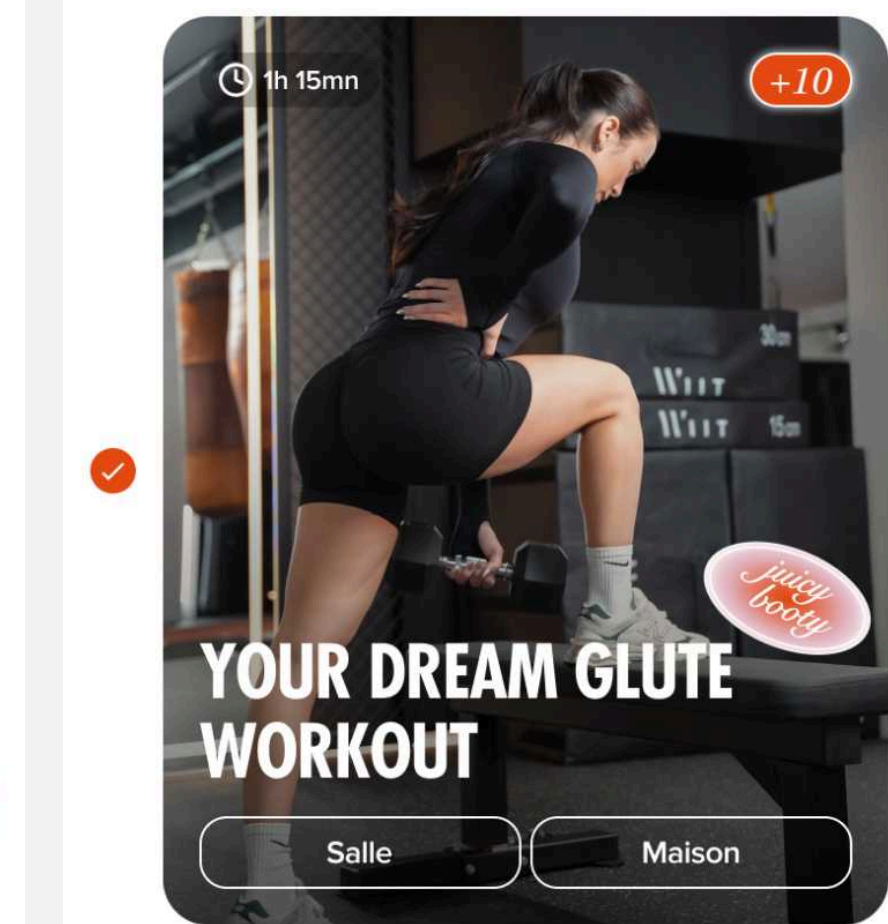 1h 15mn
+10
30cm
WIIT
WIIT
15cm
juicy
booty
YOUR DREAM GLUTE
WORKOUT
Salle
Maison